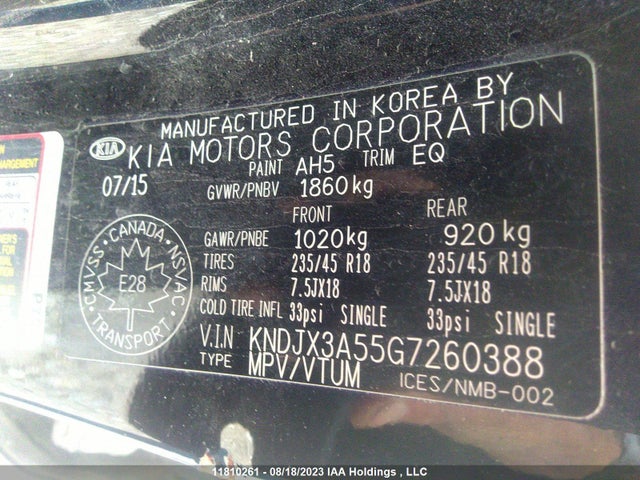 MANUFACTURED IN KOREA BY
KIA KIA MOTORS CORPORATION
07/15 PAINT AH5 TRIM EQ
GVWR/PNBV 1860kg
FRONT REAR
GAWR/PNBE 1020kg 920kg
TIRES 235/45 R18 235/45 R18
RIMS 7.5JX18 7.5JX18
COLD TIRE INFL 33psi SINGLE 33psi SINGLE
V.I.N KNDJX3A55G7260388
TYPE MPV/VTUM ICES/NMB-002
CMVSS · CANADA · NSVAC
E28
TRANSPORT
11810261 - 08/18/2023 IAA Holdings , LLC